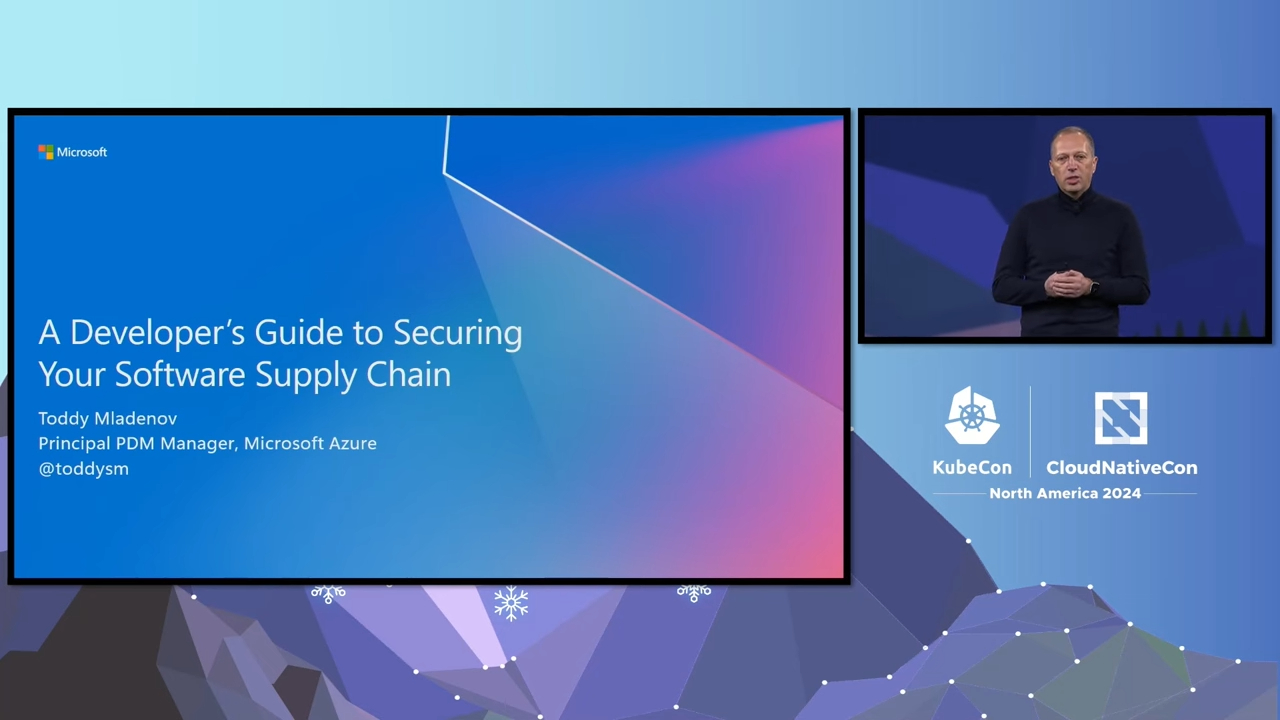 Microsoft
A Developer's Guide to Securing
Your Software Supply Chain
Toddy Mladenov
Principal PDM Manager, Microsoft Azure
@toddysm
KubeCon
CloudNativeCon
North America 2024